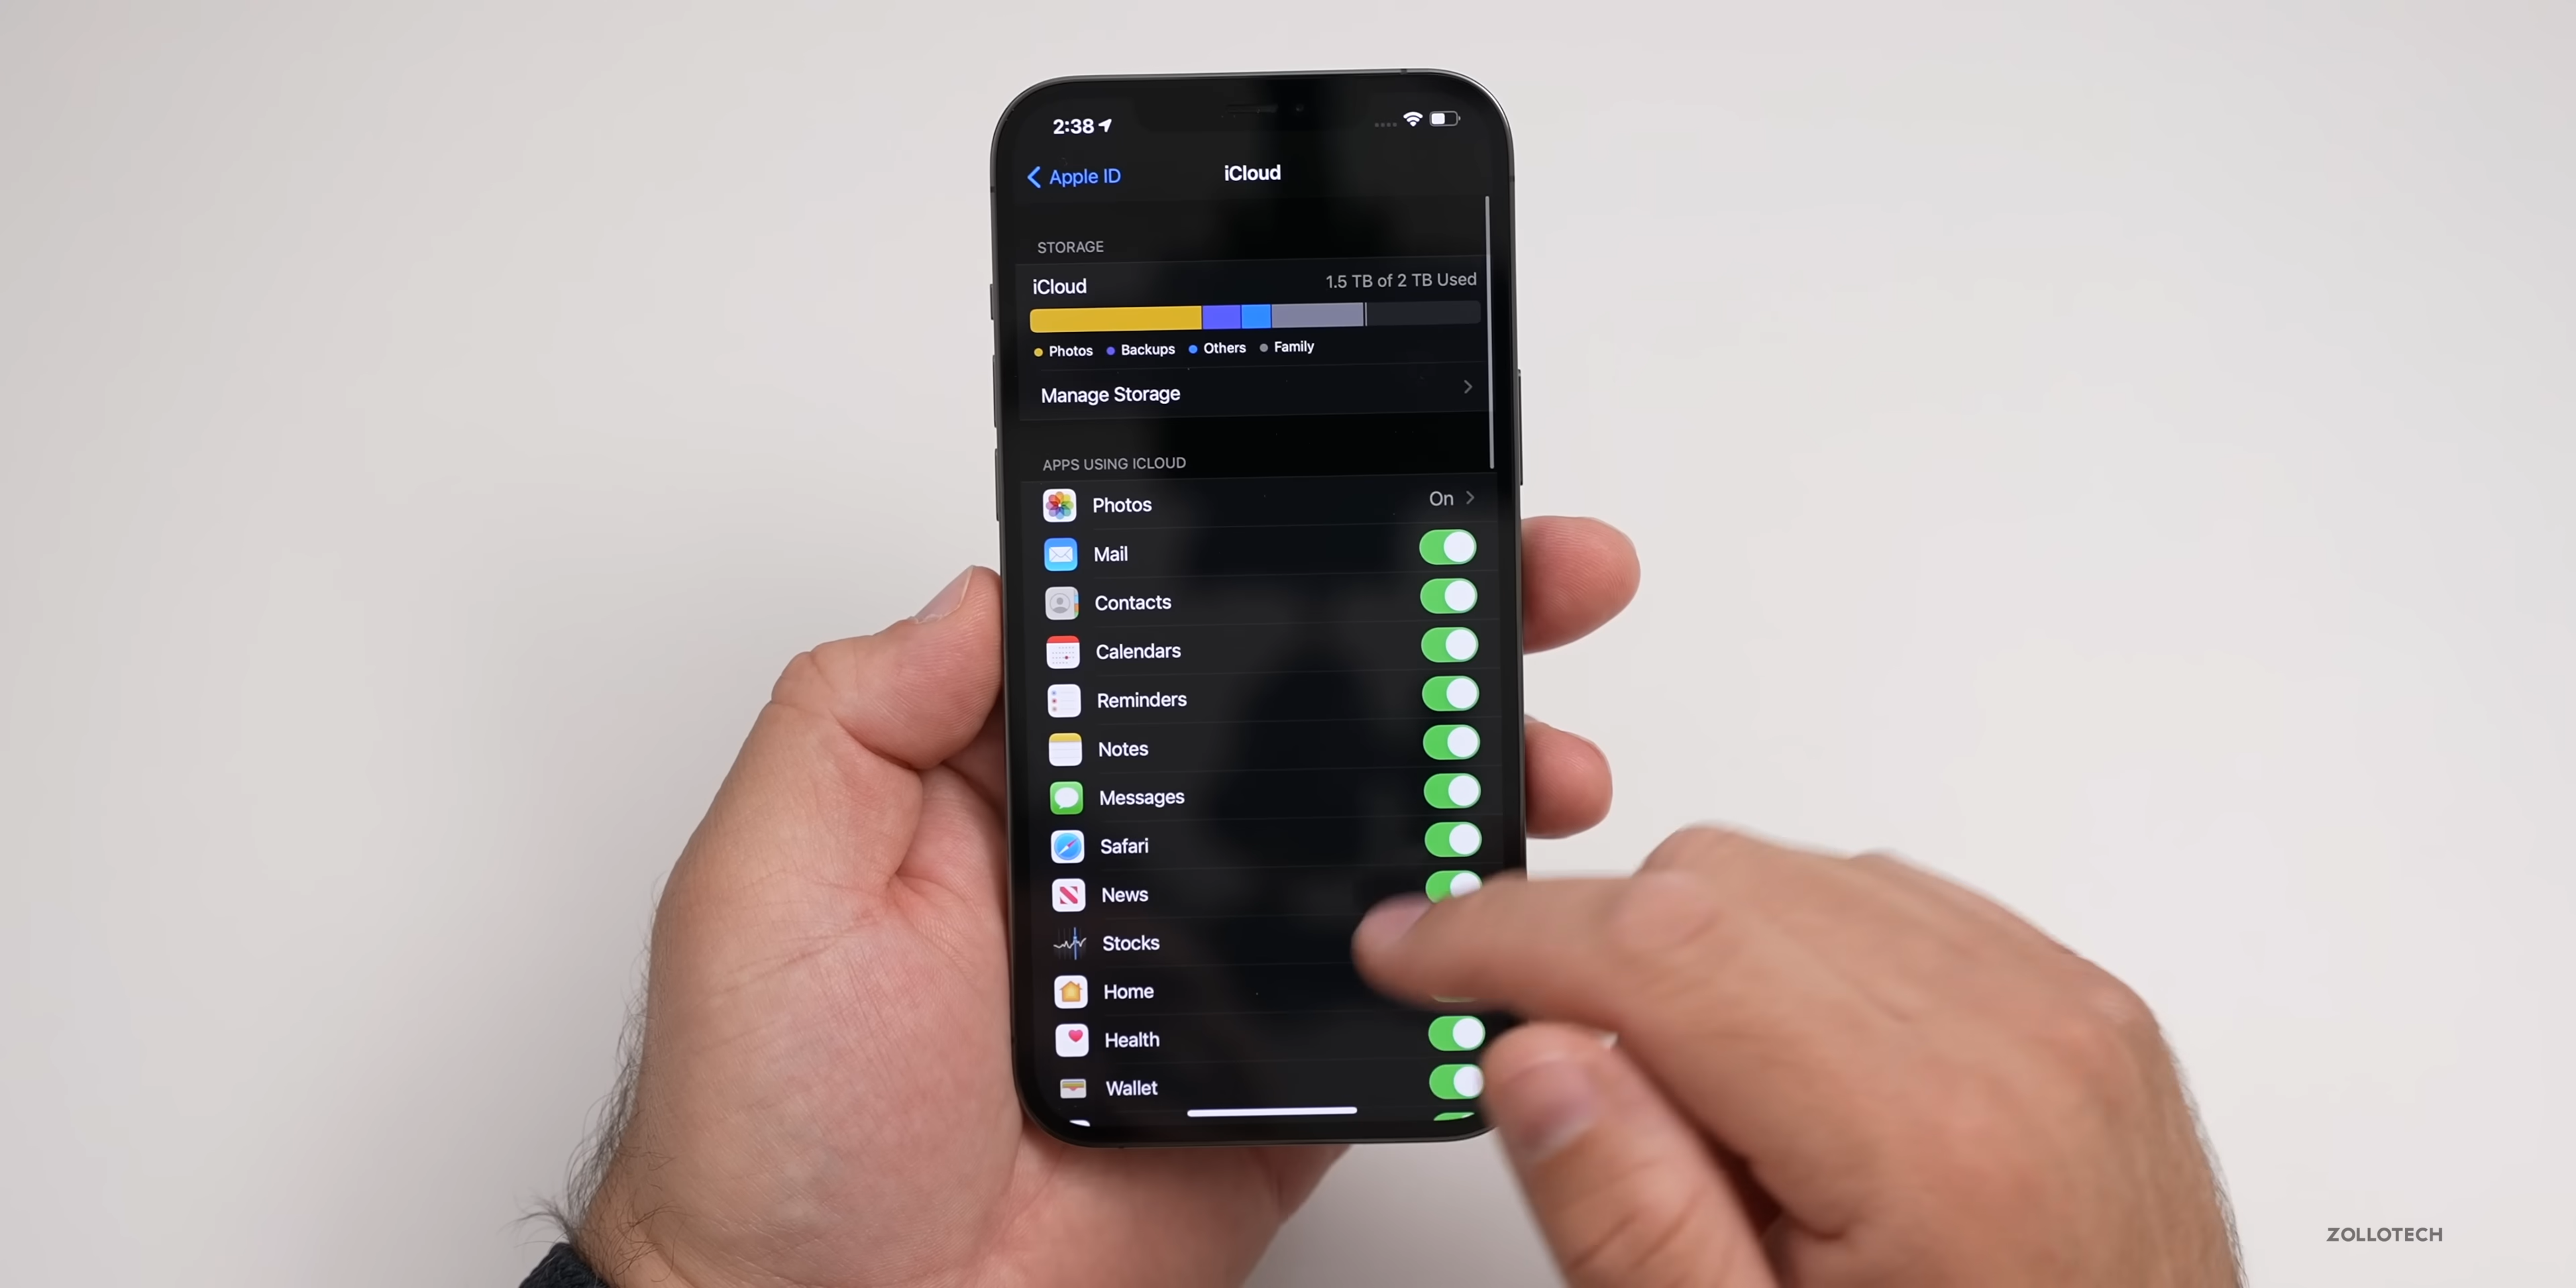 2:38
Apple ID
iCloud
STORAGE
iCloud
1.5 TB of 2 TB Used
Photos
Backups
Others
Family
Manage Storage
APPS USING ICLOUD
Photos
On
Mail
Contacts
Calendars
Reminders
Notes
Messages
Safari
News
Stocks
Home
Health
Wallet
ZOLLOTECH